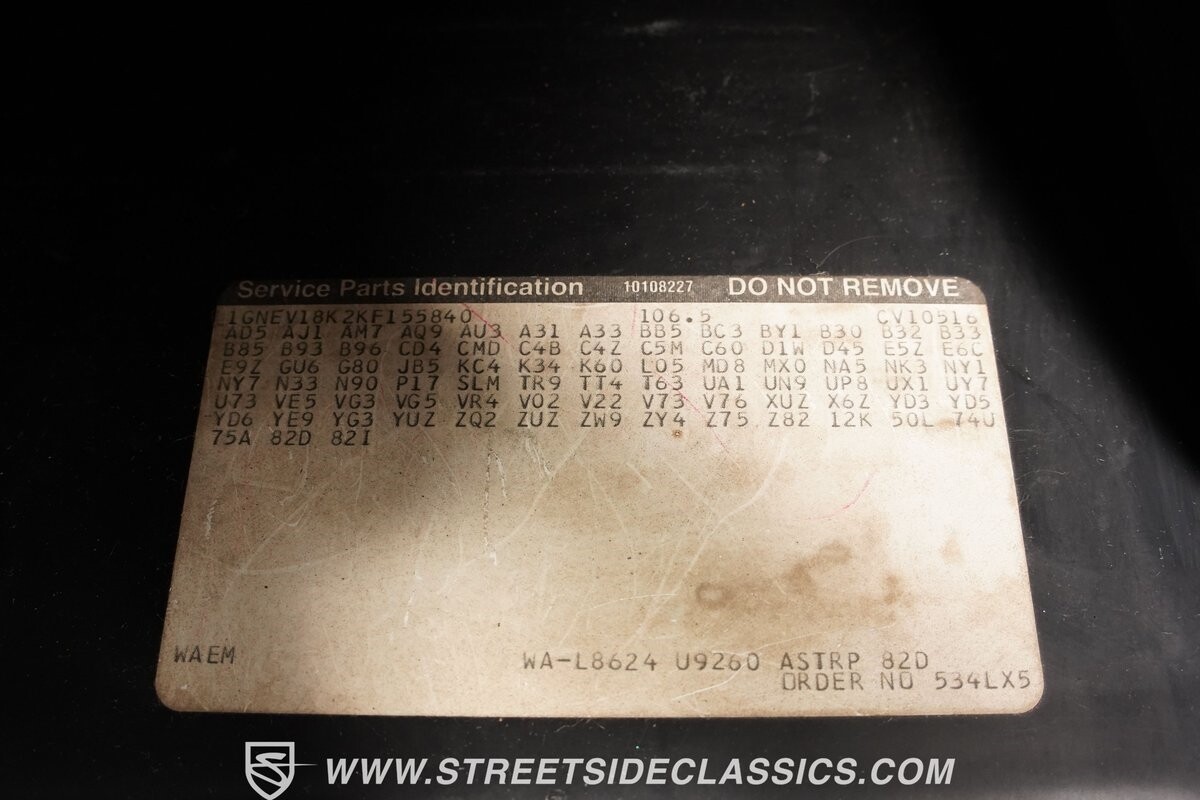 Service Parts Identification 10108227 DO NOT REMOVE
1GNEV18K2KF155840 106.5 CV10516
AD5 AJ1 AM7 AQ9 AU3 A31 A33 BB5 BC3 BY1 B30 B32 B33
B85 B93 B96 CD4 CMD C4B C4Z C5M C60 D1W D45 E5Z E6C
E9Z GU6 G80 JB5 KC4 K34 K60 L05 MD8 MX0 NA5 NK3 NY1
NY7 N33 N90 P17 SLM TR9 TT4 T63 UA1 UN9 UP8 UX1 UY7
U73 VE5 VG3 VG5 VR4 V02 V22 V73 V76 XUZ X6Z YD3 YD5
YD6 YE9 YG3 YUZ ZQ2 ZUZ ZW9 ZY4 Z75 Z82 12K 50L 74U
75A 82D 82I
WAEM
WA-L8624 U9260 ASTRP 82D
ORDER NO 534LX5
WWW.STREETSIDECLASSICS.COM